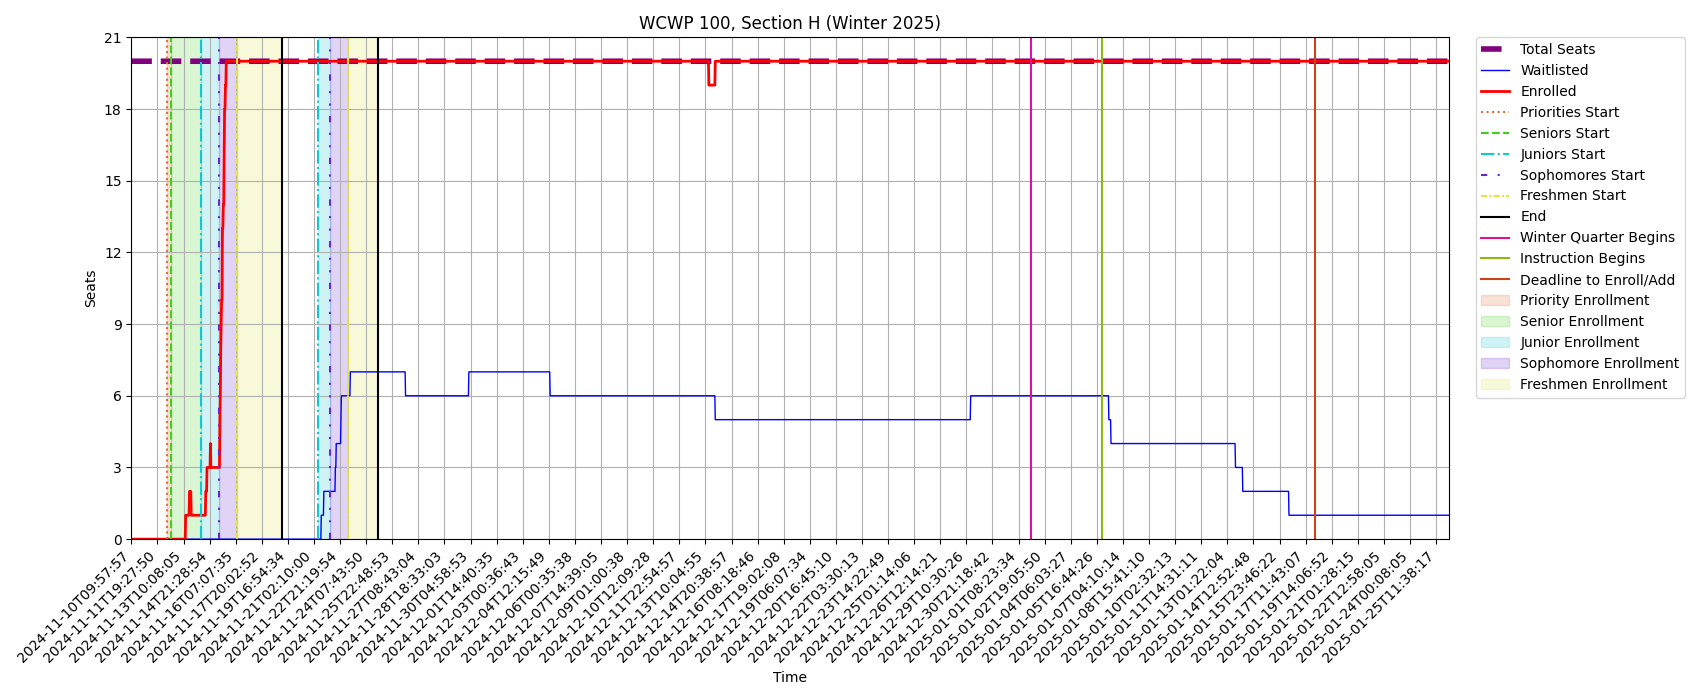 WCWP 100, Section H (Winter 2025)
21
18
15
12
9
6
3
0
Seats
Total Seats
Waitlisted
Enrolled
Priorities Start
Seniors Start
Juniors Start
Sophomores Start
Freshmen Start
End
Winter Quarter Begins
Instruction Begins
Deadline to Enroll/Add
Priority Enrollment
Senior Enrollment
Junior Enrollment
Sophomore Enrollment
Freshmen Enrollment
2024-11-10T09:57:57
2024-11-11T19:27:50
2024-11-13T10:08:05
2024-11-14T21:28:54
2024-11-16T07:07:35
2024-11-17T20:02:52
2024-11-19T16:54:34
2024-11-21T02:10:00
2024-11-22T21:19:54
2024-11-24T07:43:50
2024-11-25T22:48:53
2024-11-27T08:43:04
2024-11-28T18:33:03
2024-11-30T04:58:53
2024-12-01T14:40:35
2024-12-03T00:36:43
2024-12-04T12:15:49
2024-12-06T00:35:38
2024-12-07T14:39:05
2024-12-09T01:00:38
2024-12-10T12:09:28
2024-12-11T22:54:57
2024-12-13T10:04:55
2024-12-14T20:38:57
2024-12-16T08:18:46
2024-12-17T19:02:08
2024-12-19T06:07:34
2024-12-20T16:45:10
2024-12-22T03:30:13
2024-12-23T14:22:49
2024-12-25T01:14:06
2024-12-26T12:14:21
2024-12-29T10:30:26
2024-12-30T21:18:42
2025-01-01T08:23:34
2025-01-02T19:05:50
2025-01-04T06:03:27
2025-01-05T16:44:26
2025-01-07T04:10:14
2025-01-08T15:41:10
2025-01-10T02:32:13
2025-01-11T14:31:11
2025-01-13T01:22:04
2025-01-14T12:52:48
2025-01-15T23:46:22
2025-01-17T11:43:07
2025-01-19T14:06:52
2025-01-21T01:28:15
2025-01-22T12:58:05
2025-01-24T00:08:05
2025-01-25T11:38:17
Time